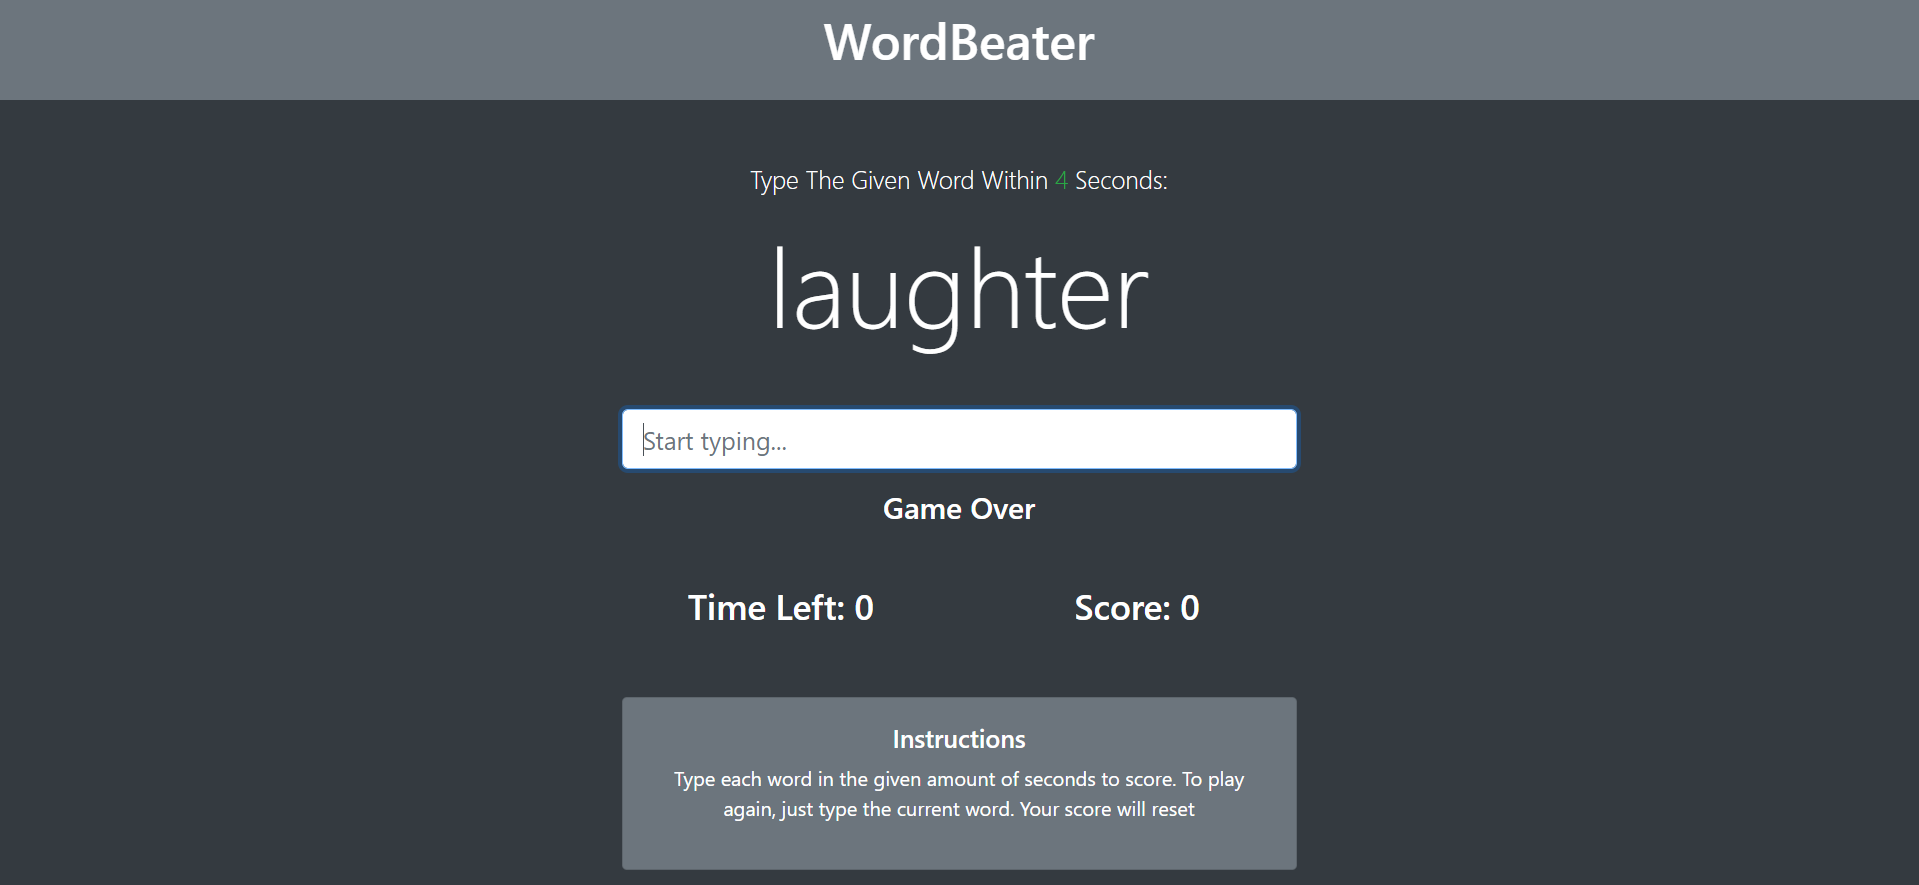 WordBeater
Type The Given Word Within 4 Seconds:
laughter
Start typing...
Game Over
Time Left: 0 Score: 0
Instructions
Type each word in the given amount of seconds to score. To play
again, just type the current word. Your score will reset